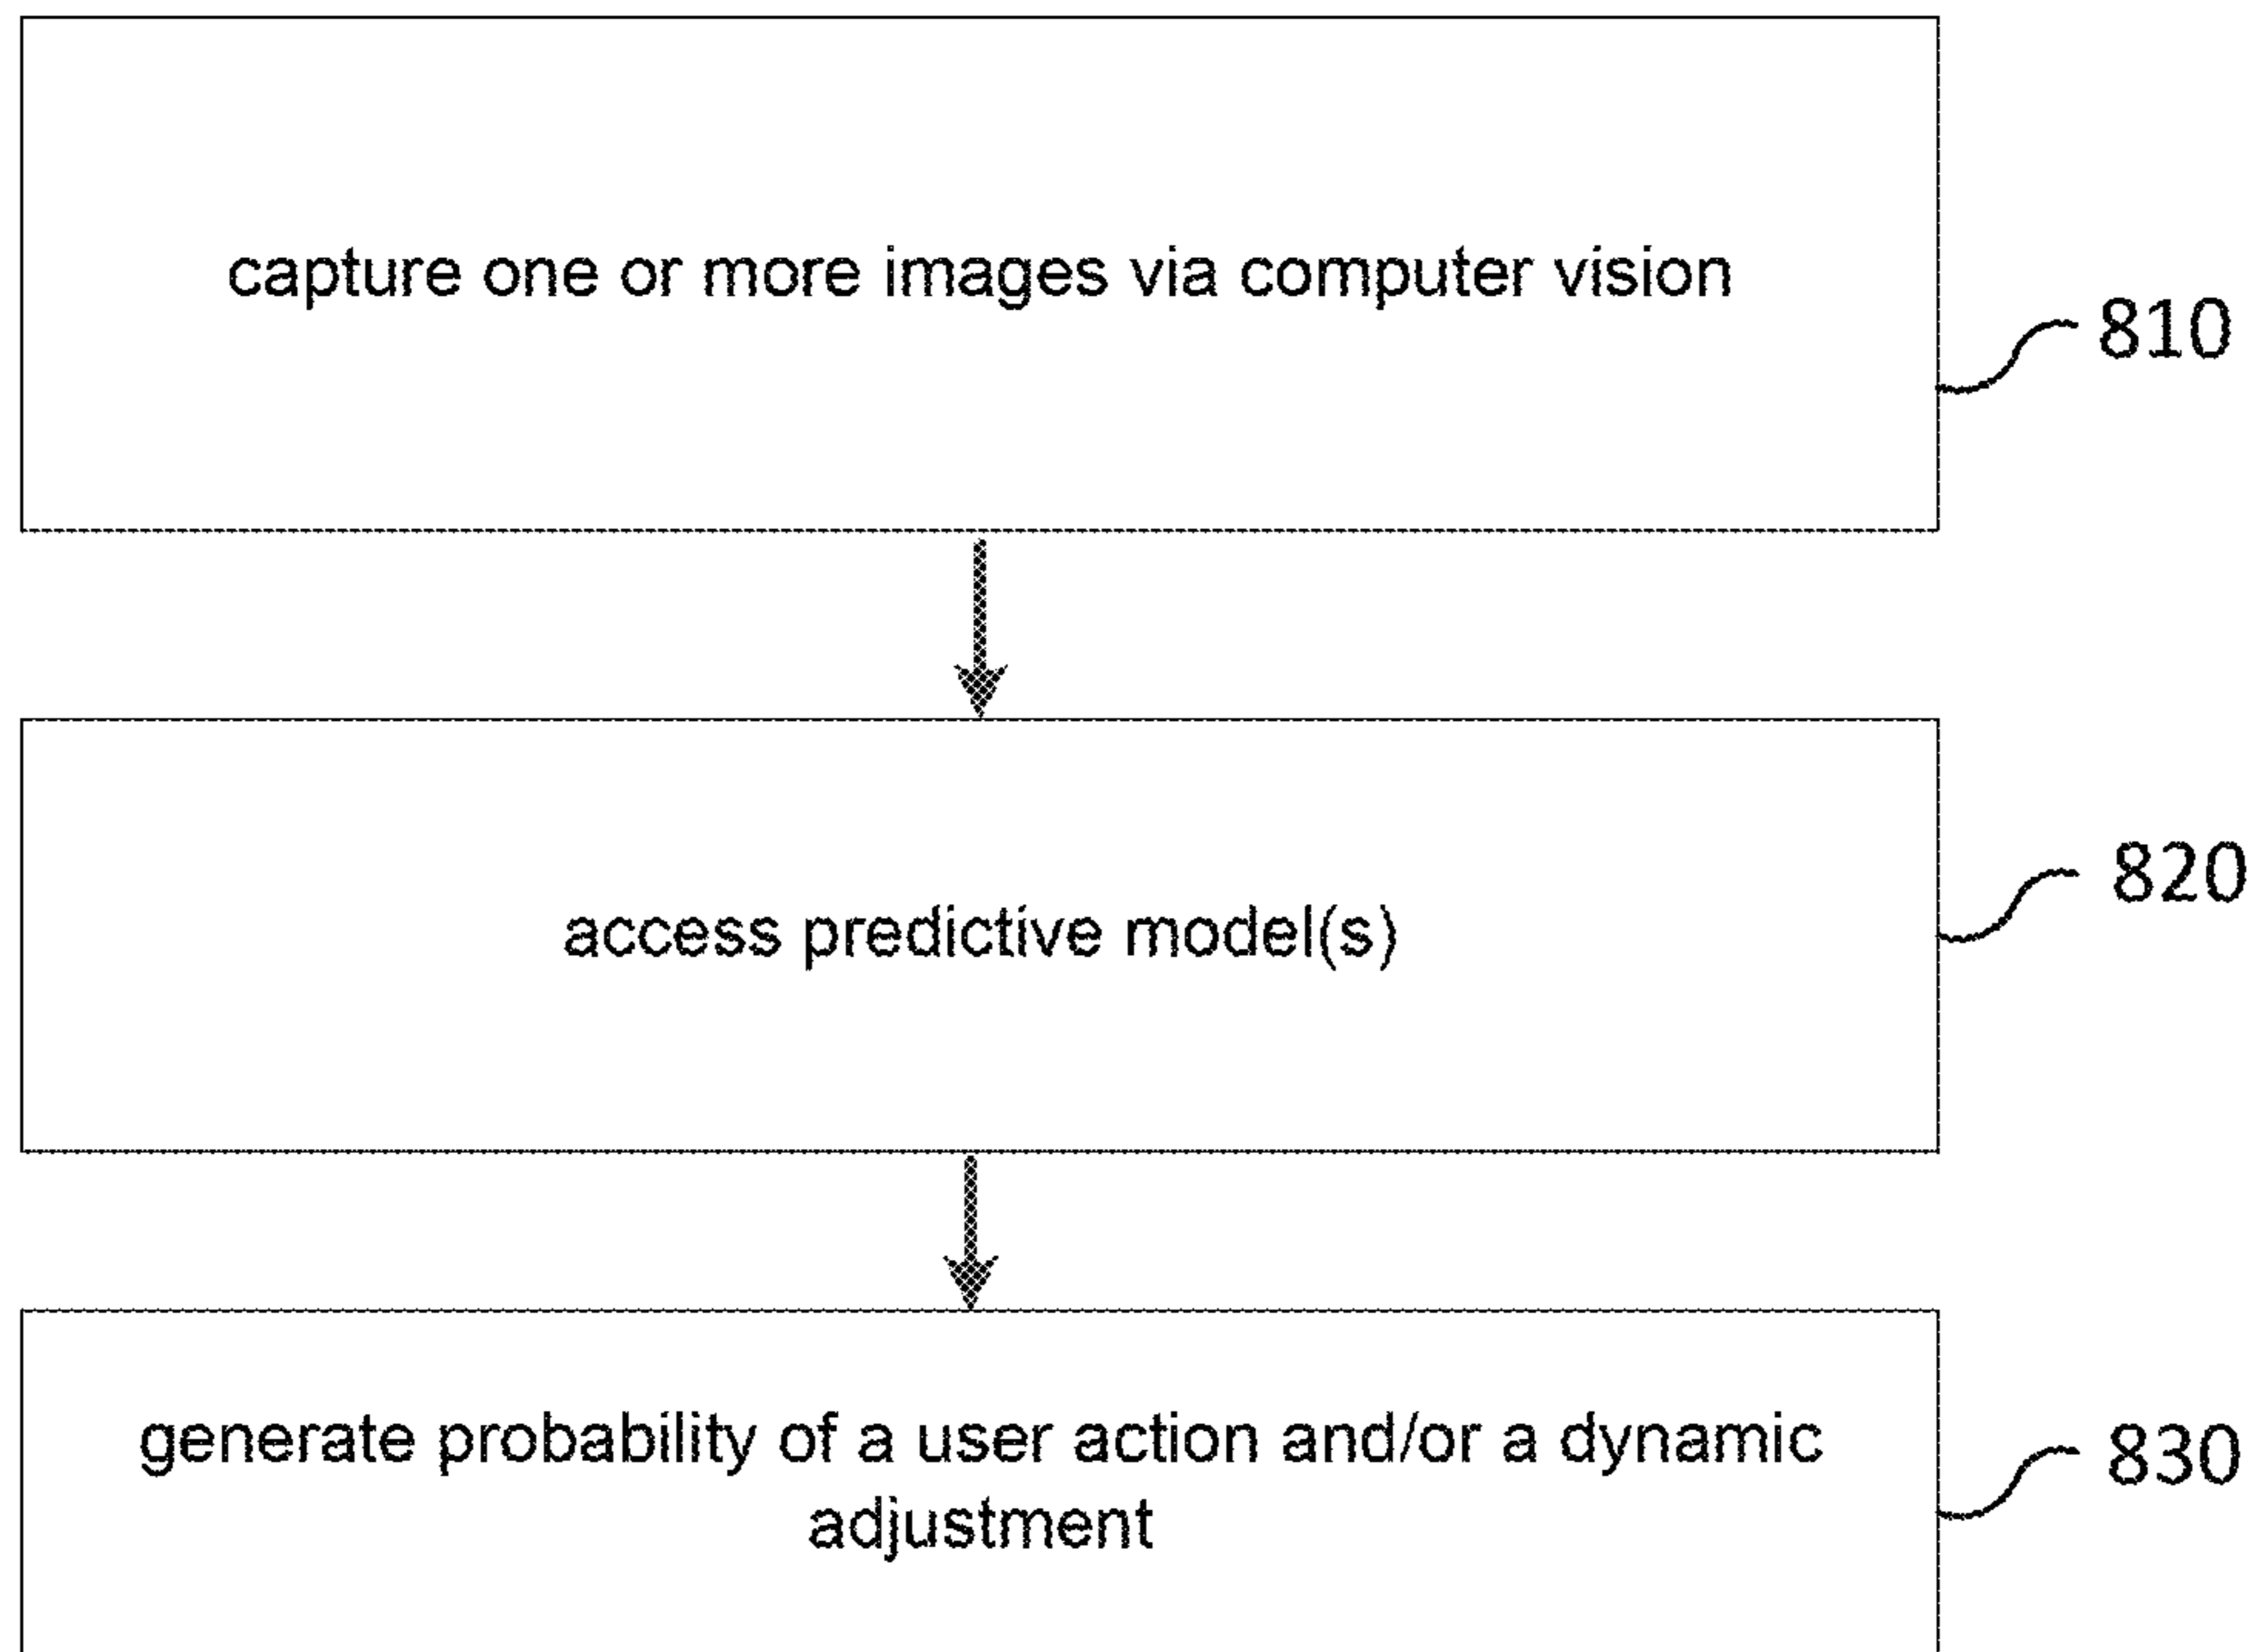 capture one or more images via computer vision
810
access predictive model(s)
820
generate probability of a user action and/or a dynamic
adjustment
830